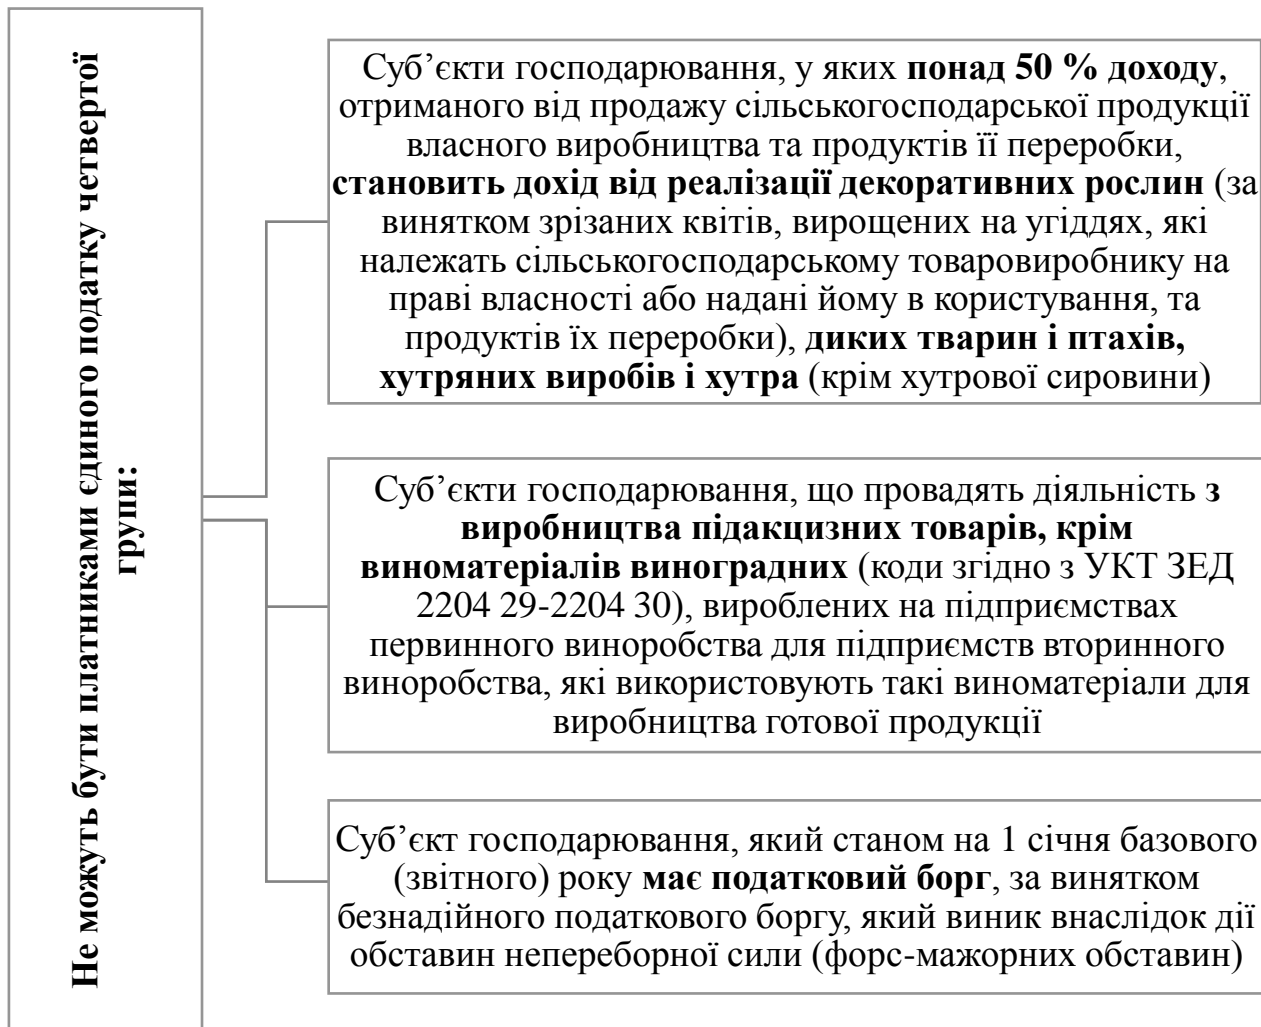 Не можуть бути платниками єдиного податку четвертої
групи:
Суб’єкти господарювання, у яких понад 50 % доходу,
отриманого від продажу сільськогосподарської продукції
власного виробництва та продуктів її переробки,
становить дохід від реалізації декоративних рослин (за
винятком зрізаних квітів, вирощених на угіддях, які
належать сільськогосподарському товаровиробнику на
праві власності або надані йому в користування, та
продуктів їх переробки), диких тварин і птахів,
хутряних виробів і хутра (крім хутрової сировини)
Суб’єкти господарювання, що провадять діяльність з
виробництва підакцизних товарів, крім
виноматеріалів виноградних (коди згідно з УКТ ЗЕД
2204 29-2204 30), вироблених на підприємствах
первинного виноробства для підприємств вторинного
виноробства, які використовують такі виноматеріали для
виробництва готової продукції
Суб’єкт господарювання, який станом на 1 січня базового
(звітного) року має податковий борг, за винятком
безнадійного податкового боргу, який виник внаслідок дії
обставин непереборної сили (форс-мажорних обставин)